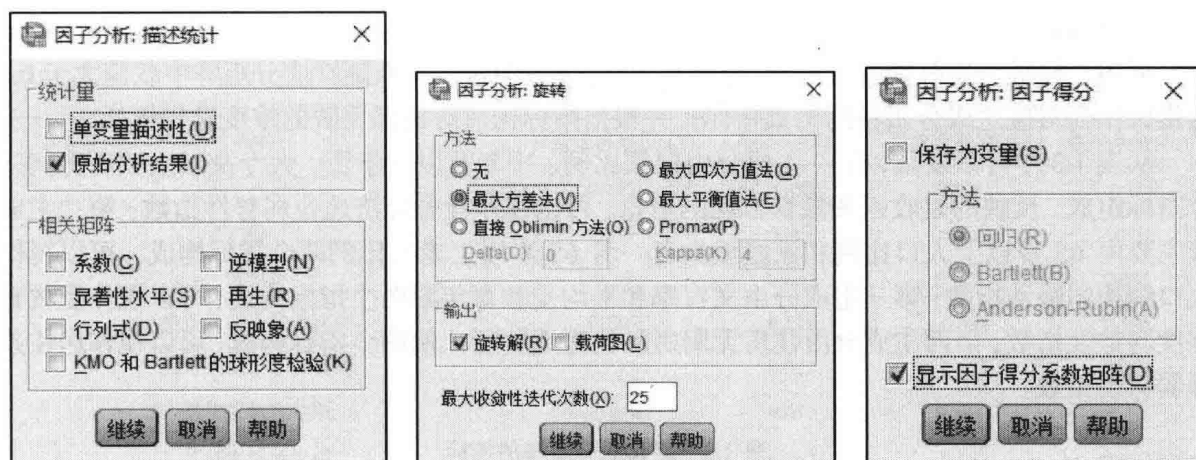 因子分析: 描述统计
统计量
单变量描述性(U)
原始分析结果(I)
相关矩阵
系数(C) 逆模型(N)
显著性水平(S) 再生(R)
行列式(D) 反映象(A)
KMO 和 Bartlett 的球形度检验(K)
继续 取消 帮助
因子分析: 旋转
方法
无 最大四次方值法(Q)
最大方差法(V) 最大平衡值法(E)
直接 Oblimin 方法(O) Promax(P)
Delta(D): 0 Kappa(K) 4
输出
旋转解(R) 载荷图(L)
最大收敛性迭代次数(X): 25
继续 取消 帮助
因子分析: 因子得分
保存为变量(S)
方法
回归(R)
Bartlett(B)
Anderson-Rubin(A)
显示因子得分系数矩阵(D)
继续 取消 帮助